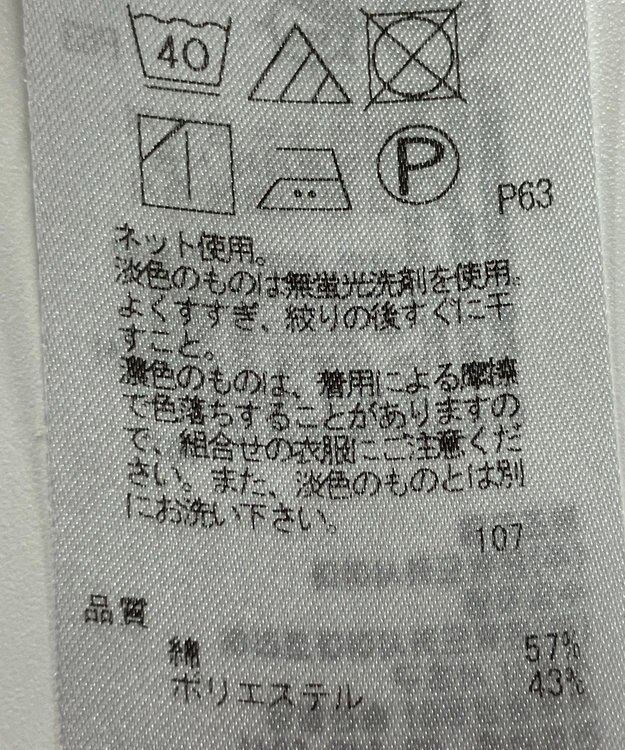 40
P
P63
ネット使用。
淡色のものは無蛍光洗剤を使用。
よくすすぎ、絞りの後すぐに干
すこと。
濃色のものは、着用による摩擦
で色落ちすることがありますの
で、組合せの衣服にご注意くだ
さい。また、淡色のものとは別
にお洗い下さい。
107
品質
綿 57%
ポリエステル 43%